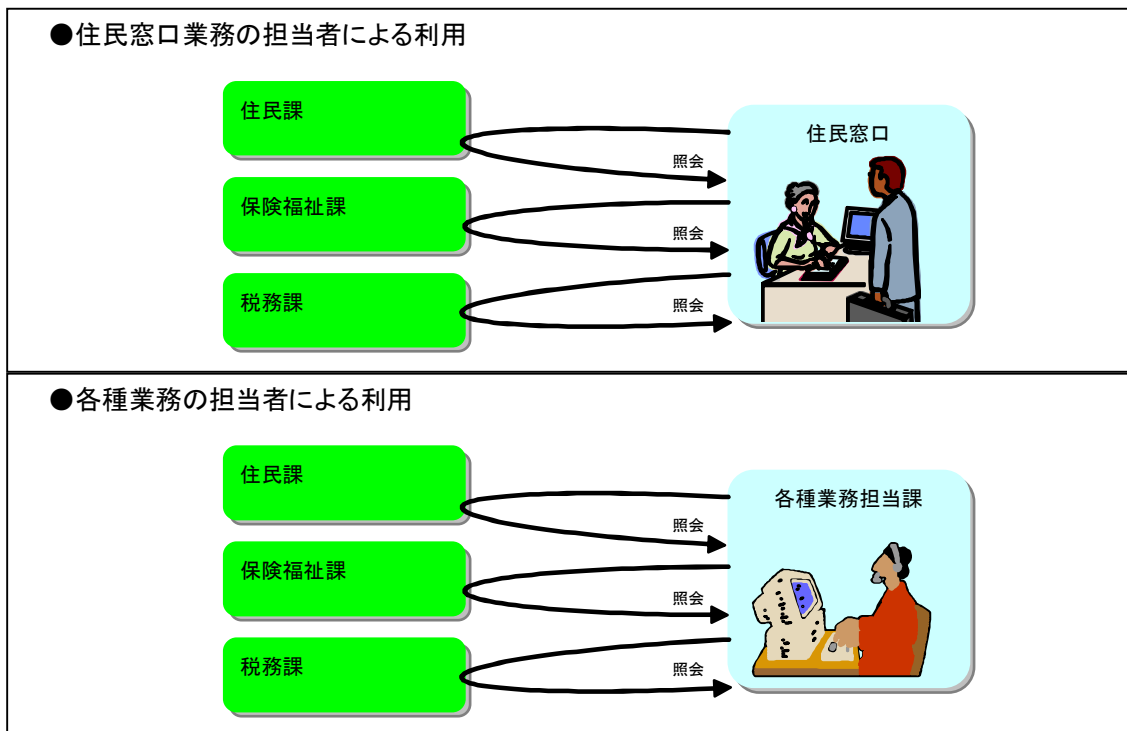 ●住民窓口業務の担当者による利用
住民課
住民窓口
照会
保険福祉課
照会
税務課
照会
●各種業務の担当者による利用
住民課
各種業務担当課
照会
保険福祉課
照会
税務課
照会